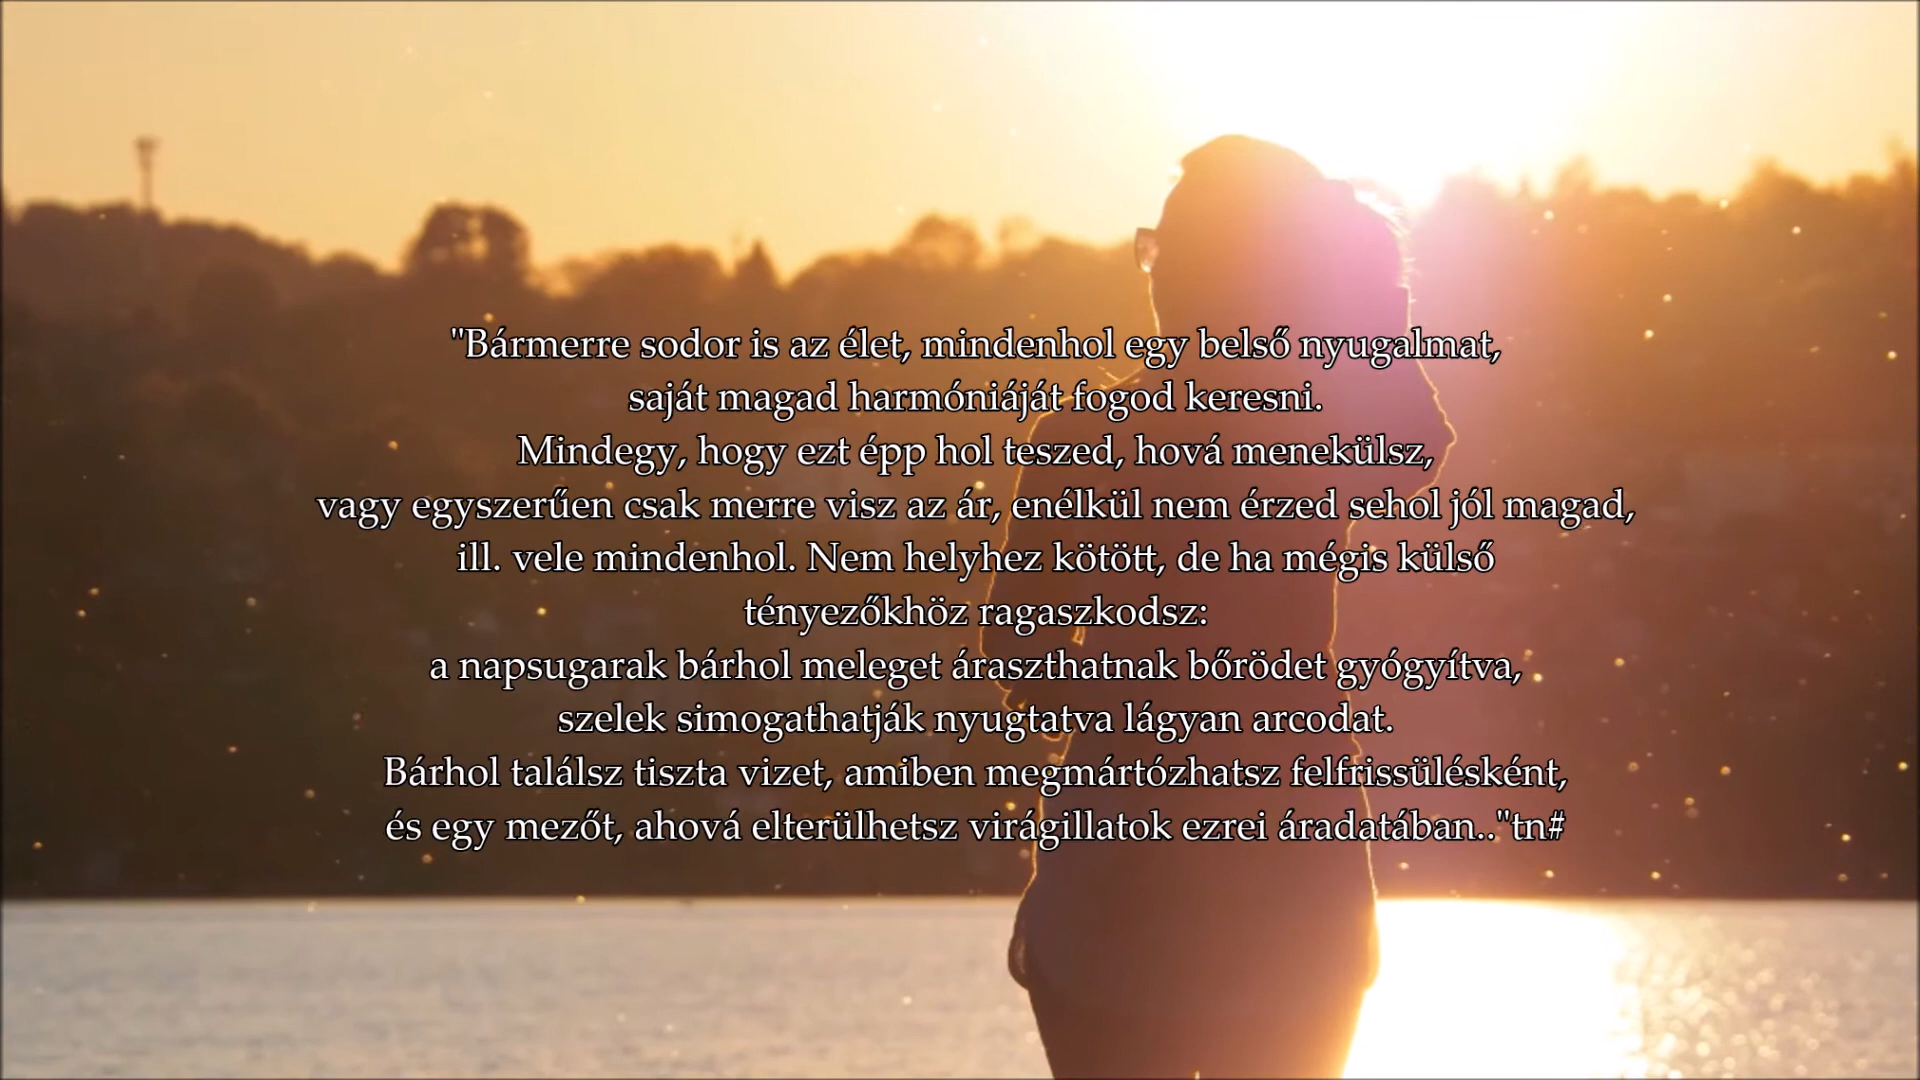 "Bármerre sodor is az élet, mindenhol egy belső nyugalmat,
saját magad harmóniáját fogod keresni.
Mindegy, hogy ezt épp hol teszed, hová menekülsz,
vagy egyszerűen csak merre visz az ár, enélkül nem érzed sehol jól magad,
ill. vele mindenhol. Nem helyhez kötött, de ha mégis külső
tényezőkhöz ragaszkodsz:
a napsugarak bárhol meleget áraszthatnak bőrödet gyógyítva,
szelek simogathatják nyugtatva lágyan arcodat.
Bárhol találsz tiszta vizet, amiben megmártózhatsz felfrissülésként,
és egy mezőt, ahová elterülhetsz virágillatok ezrei áradatában.."tn#